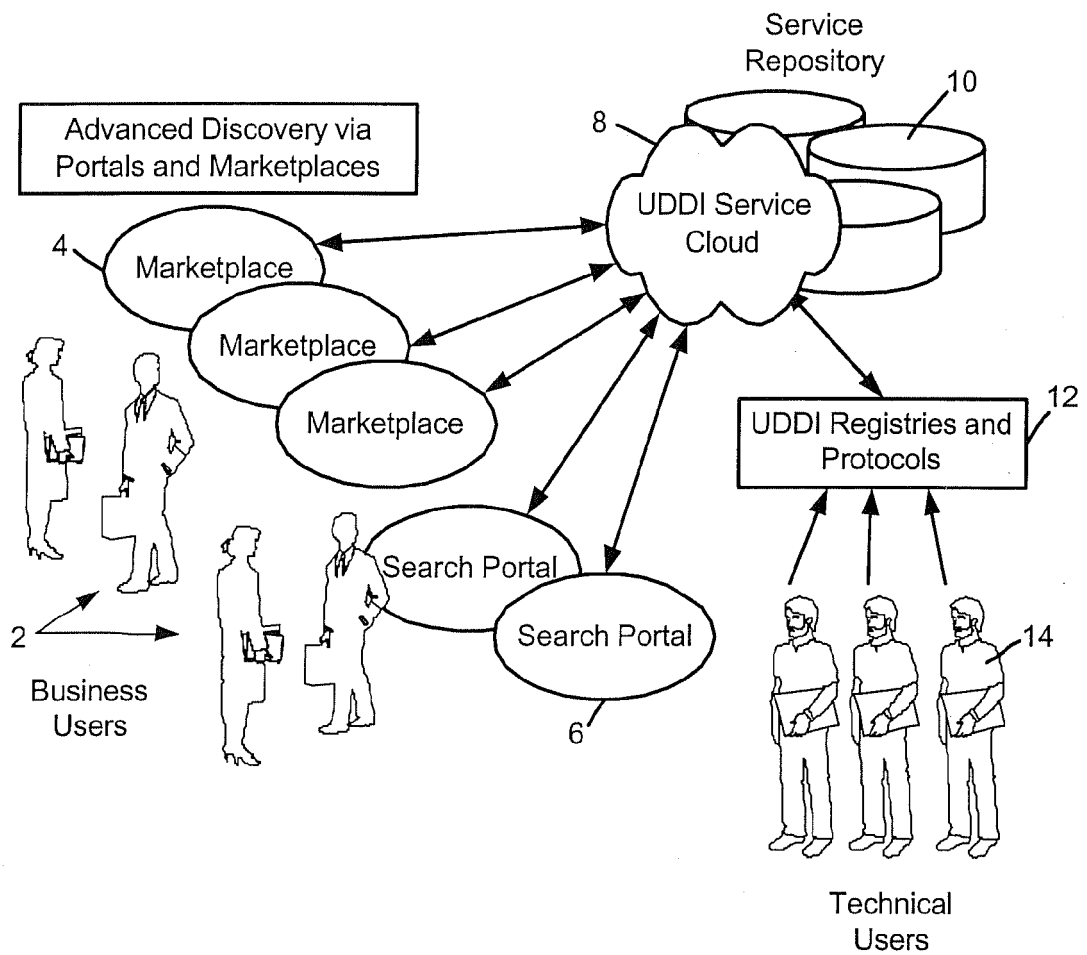 Service
Repository
10
8
Advanced Discovery via
Portals and Marketplaces
UDDI Service
Cloud
4
Marketplace
Marketplace
Marketplace
12
UDDI Registries and
Protocols
Search Portal
Search Portal
14
2
Business
Users
6
Technical
Users